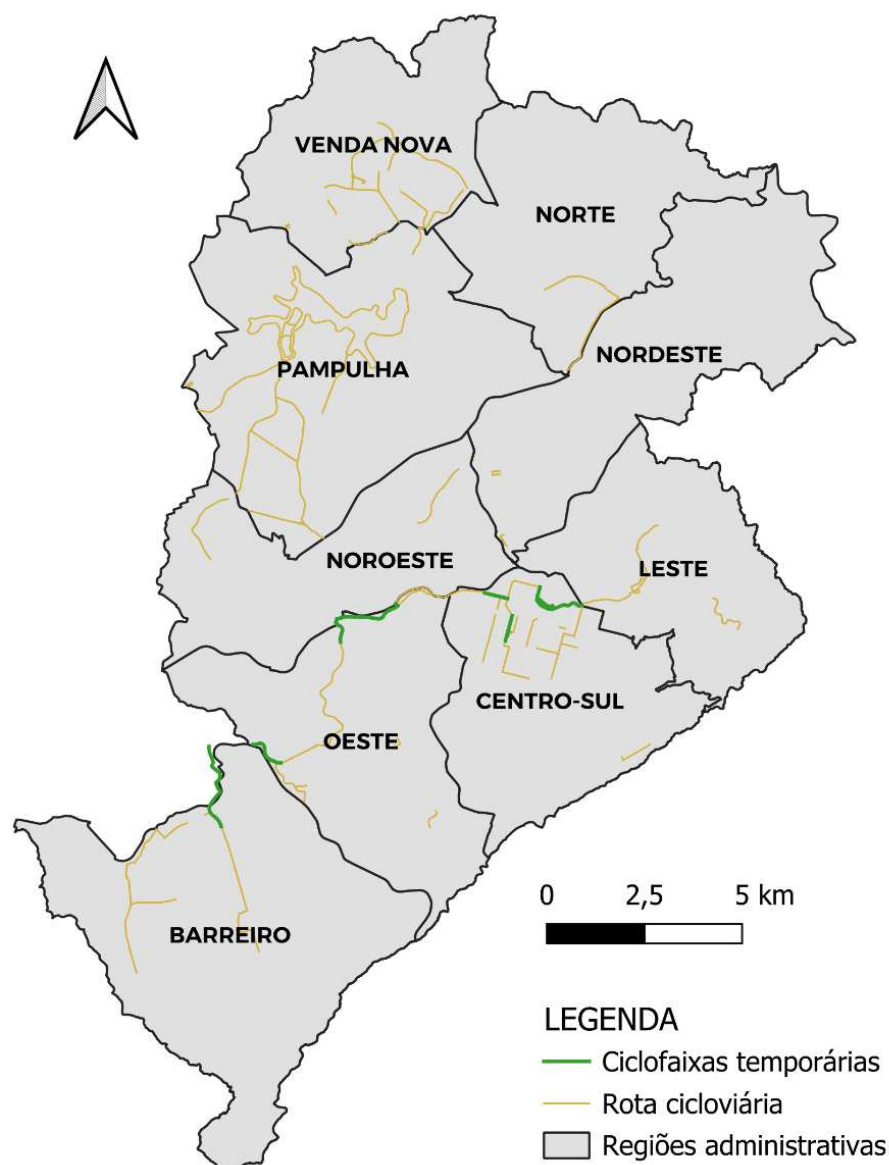 VENDA NOVA
NORTE
NORDESTE
PAMPULHA
NOROESTE
LESTE
CENTRO-SUL
OESTE
BARREIRO
0 2,5 5 km
LEGENDA
Ciclofaixas temporárias
Rota cicloviária
Regiões administrativas